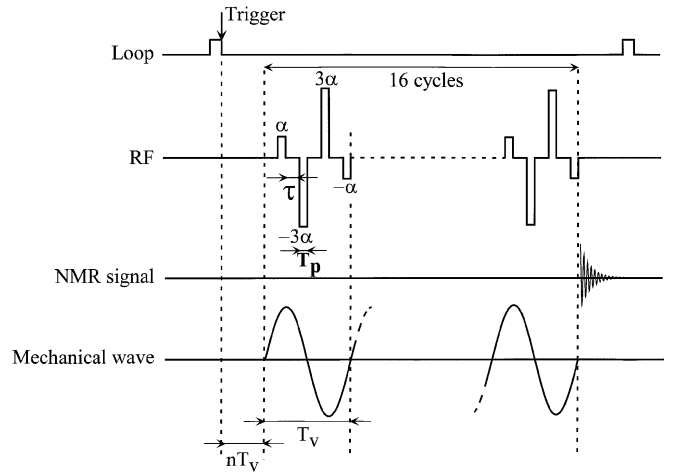 Trigger
Loop
16 cycles
3α
α
RF
τ
−α
−3α
Tp
NMR signal
Mechanical wave
Tv
nTv